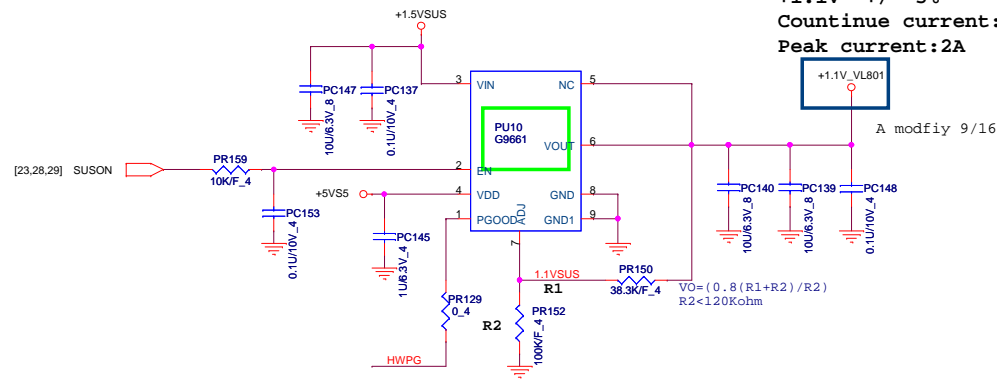 +1.1V +/- 5%
Countinue current:
Peak current:2A
+1.5VSUS
+1.1V_VL801
A modfiy 9/16
PC147
10U/6.3V_8
PC137
0.1U/10V_4
3 VIN
NC 5
PU10
G9661
VOUT 6
[23,28,29] SUSON
PR159
10K/F_4
2 EN
+5VS5
4 VDD
GND 8
1 PGOOD
GND1 9
ADJ
7
PC153
0.1U/10V_4
PC145
1U/6.3V_4
PC140
10U/6.3V_8
PC139
10U/6.3V_8
PC148
0.1U/10V_4
1.1VSUS
PR150
38.3K/F_4
R1
VO=(0.8(R1+R2)/R2)
R2<120Kohm
PR129
0_4
R2
PR152
100K/F_4
HWPG